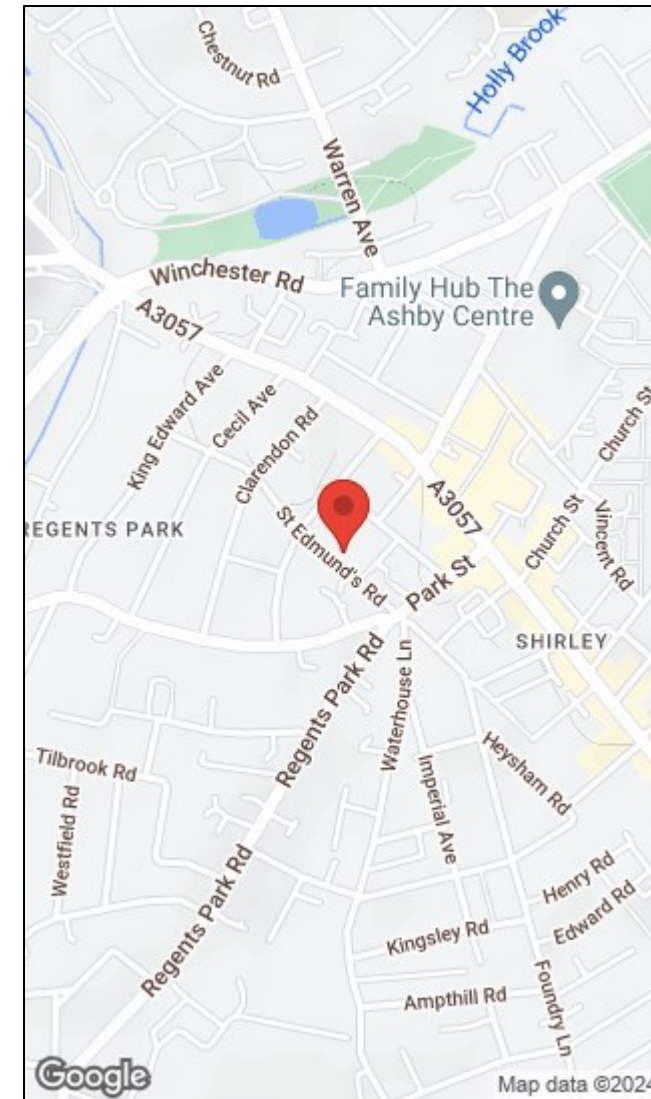 Chestnut Rd
Holly Brook
Warren Ave
Winchester Rd
Family Hub The
Ashby Centre
A3057
King Edward Ave
Cecil Ave
Clarendon Rd
Church St
A3057
Vincent Rd
Church St
REGENTS PARK
St Edmund's Rd
Park St
SHIRLEY
Regents Park Rd
Waterhouse Ln
Tilbrook Rd
Imperial Ave
Heysham Rd
Westfield Rd
Regents Park Rd
Henry Rd
Edward Rd
Kingsley Rd
Ampthill Rd
Foundry Ln
Google
Map data ©2024